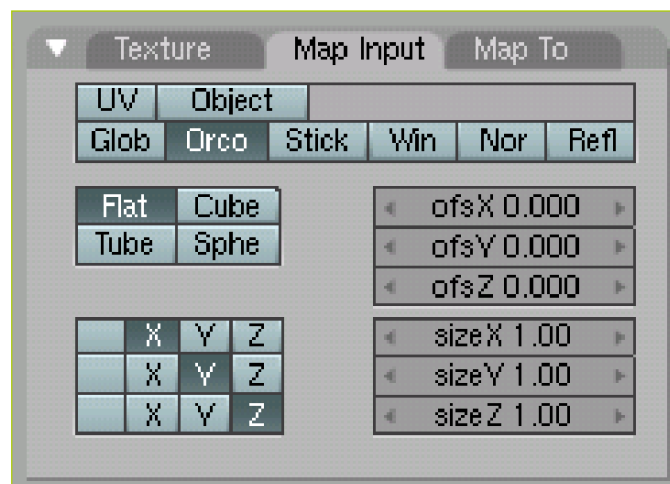 Texture Map Input Map To
UV Object
Glob Orco Stick Win Nor Refl
Flat Cube
Tube Sphe
ofsX 0.000
ofsY 0.000
ofsZ 0.000
X Y Z
X Y Z
X Y Z
sizeX 1.00
sizeY 1.00
sizeZ 1.00